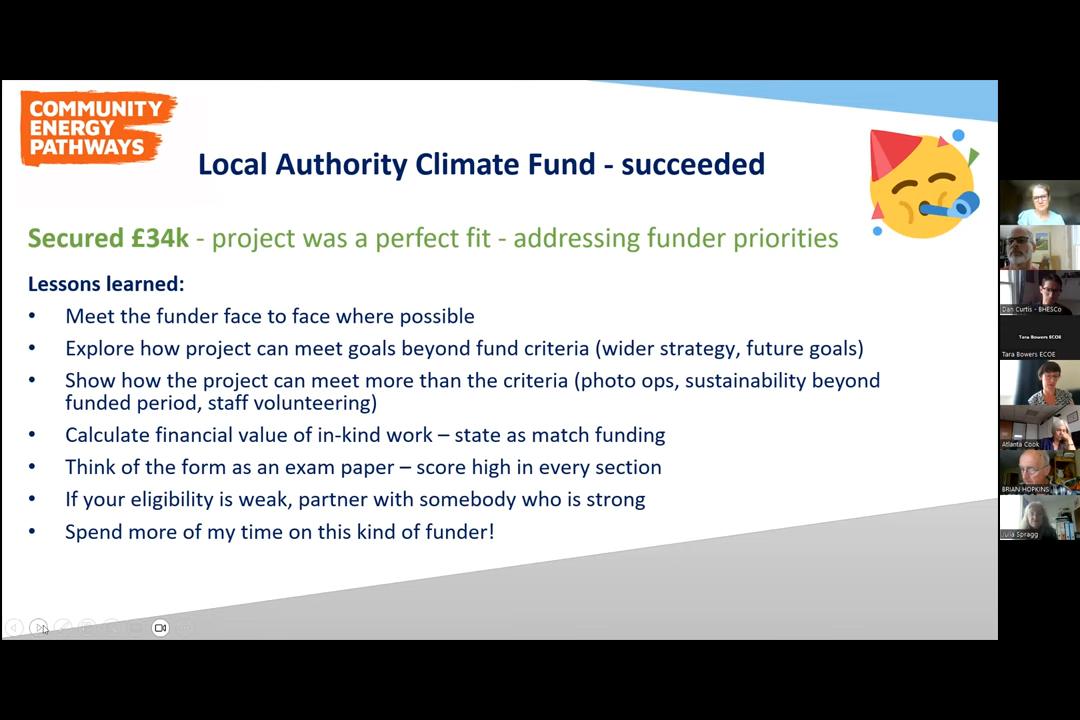 COMMUNITY
ENERGY
PATHWAYS
Local Authority Climate Fund - succeeded
Secured £34k - project was a perfect fit - addressing funder priorities
Lessons learned:
• Meet the funder face to face where possible
• Explore how project can meet goals beyond fund criteria (wider strategy, future goals)
• Show how the project can meet more than the criteria (photo ops, sustainability beyond
funded period, staff volunteering)
• Calculate financial value of in-kind work – state as match funding
• Think of the form as an exam paper – score high in every section
• If your eligibility is weak, partner with somebody who is strong
• Spend more of my time on this kind of funder!
Dan Curtis - BHESCo
Tara Bowers ECOE
Tara Bowers ECOE
Atlanta Cook
BRIAN HOPKINS
Julia Spragg